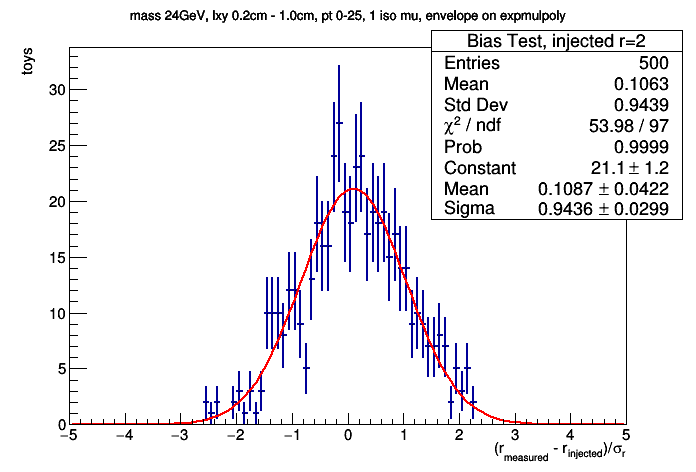 mass 24GeV, lxy 0.2cm - 1.0cm, pt 0-25, 1 iso mu, envelope on expmulpoly
toys
Bias Test, injected r=2
Entries 500
Mean 0.1063
Std Dev 0.9439
χ² / ndf 53.98 / 97
Prob 0.9999
Constant 21.1 ± 1.2
Mean 0.1087 ± 0.0422
Sigma 0.9436 ± 0.0299
30
25
20
15
10
5
0
−5 −4 −3 −2 −1 0 1 2 3 4 5
(r_measured - r_injected)/σ_r